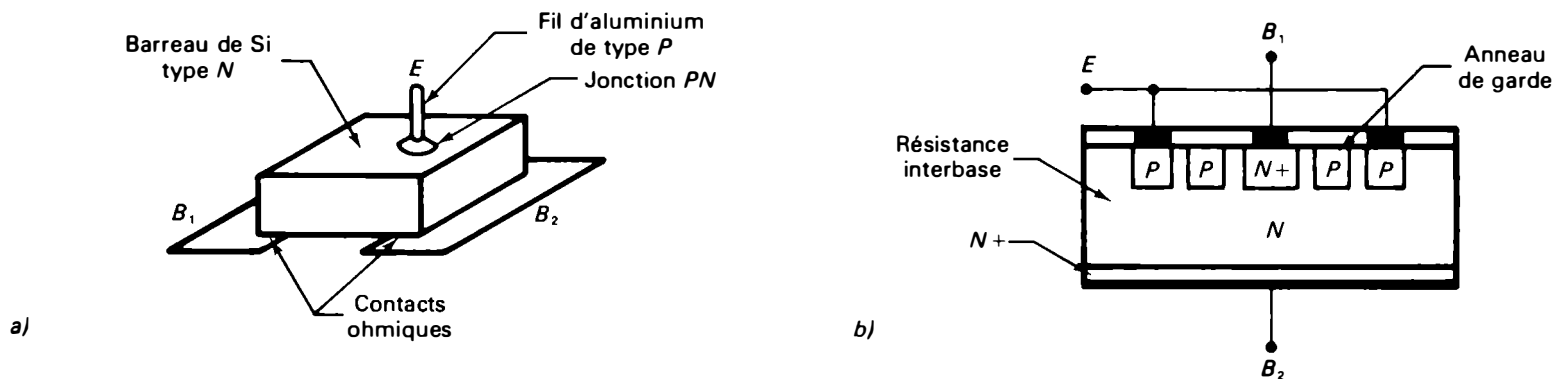 Barreau de Si
type N
Fil d'aluminium
de type P
E
Jonction PN
B₁
B₂
Contacts
ohmiques
a)
B₁
E
Anneau
de garde
Résistance
interbase
P
P
N+
P
P
N
N+
B₂
b)